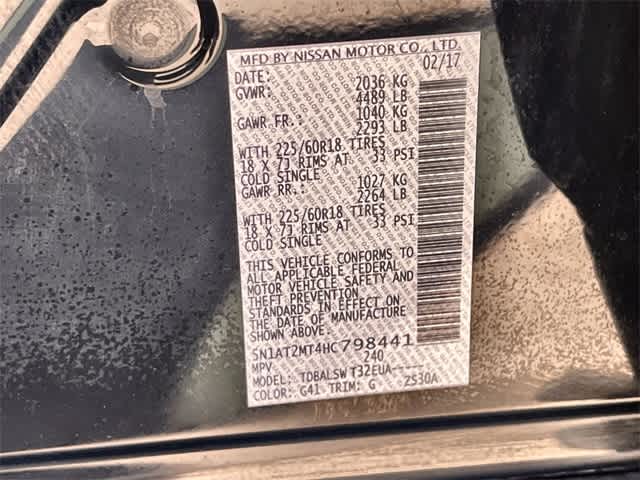 MFD BY NISSAN MOTOR CO., LTD.
DATE: 02/17
GVWR: 2036 KG
4489 LB
GAWR FR.: 1040 KG
2293 LB
WITH 225/60R18 TIRES
18 X 7J RIMS AT 33 PSI
COLD SINGLE
GAWR RR.: 1027 KG
2264 LB
WITH 225/60R18 TIRES
18 X 7J RIMS AT 33 PSI
COLD SINGLE
THIS VEHICLE CONFORMS TO
ALL APPLICABLE FEDERAL
MOTOR VEHICLE SAFETY AND
THEFT PREVENTION
STANDARDS IN EFFECT ON
THE DATE OF MANUFACTURE
SHOWN ABOVE.
5N1AT2MT4HC798441
MPV 240
MODEL: TDBALSW T32EUA-----
COLOR: G41 TRIM: G ZS30A